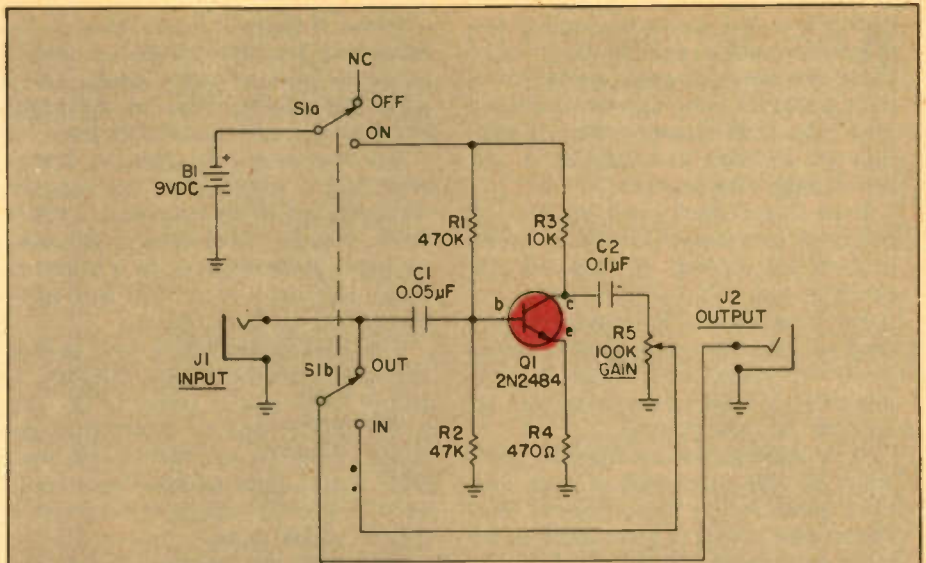 NC
S1a
OFF
ON
+
B1
9VDC
-
R1
470K
R3
10K
C1
0.05µF
C2
0.1µF
b
c
e
J2
OUTPUT
R5
100K
GAIN
Q1
2N2484
J1
INPUT
S1b
OUT
IN
R2
47K
R4
470Ω